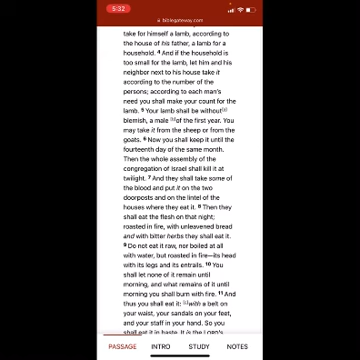 5:32
biblegateway.com
take for himself a lamb, according to
the house of his father, a lamb for a
household. 4 And if the household is
too small for the lamb, let him and his
neighbor next to his house take it
according to the number of the
persons; according to each man's
need you shall make your count for the
lamb. 5 Your lamb shall be without
blemish, a male of the first year. You
may take it from the sheep or from the
goats. 6 Now you shall keep it until the
fourteenth day of the same month.
Then the whole assembly of the
congregation of Israel shall kill it at
twilight. 7 And they shall take some of
the blood and put it on the two
doorposts and on the lintel of the
houses where they eat it. 8 Then they
shall eat the flesh on that night;
roasted in fire, with unleavened bread
and with bitter herbs they shall eat it.
9 Do not eat it raw, nor boiled at all
with water, but roasted in fire—its head
with its legs and its entrails. 10 You
shall let none of it remain until
morning, and what remains of it until
morning you shall burn with fire. 11 And
thus you shall eat it: with a belt on
your waist, your sandals on your feet,
and your staff in your hand. So you
shall eat it in haste. It is the LORD's
PASSAGE INTRO STUDY NOTES